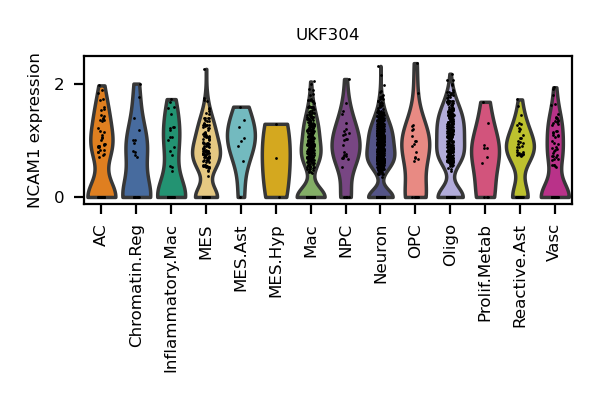 UKF304
NCAM1 expression
2
0
AC
Chromatin.Reg
Inflammatory.Mac
MES
MES.Ast
MES.Hyp
Mac
NPC
Neuron
OPC
Oligo
Prolif.Metab
Reactive.Ast
Vasc